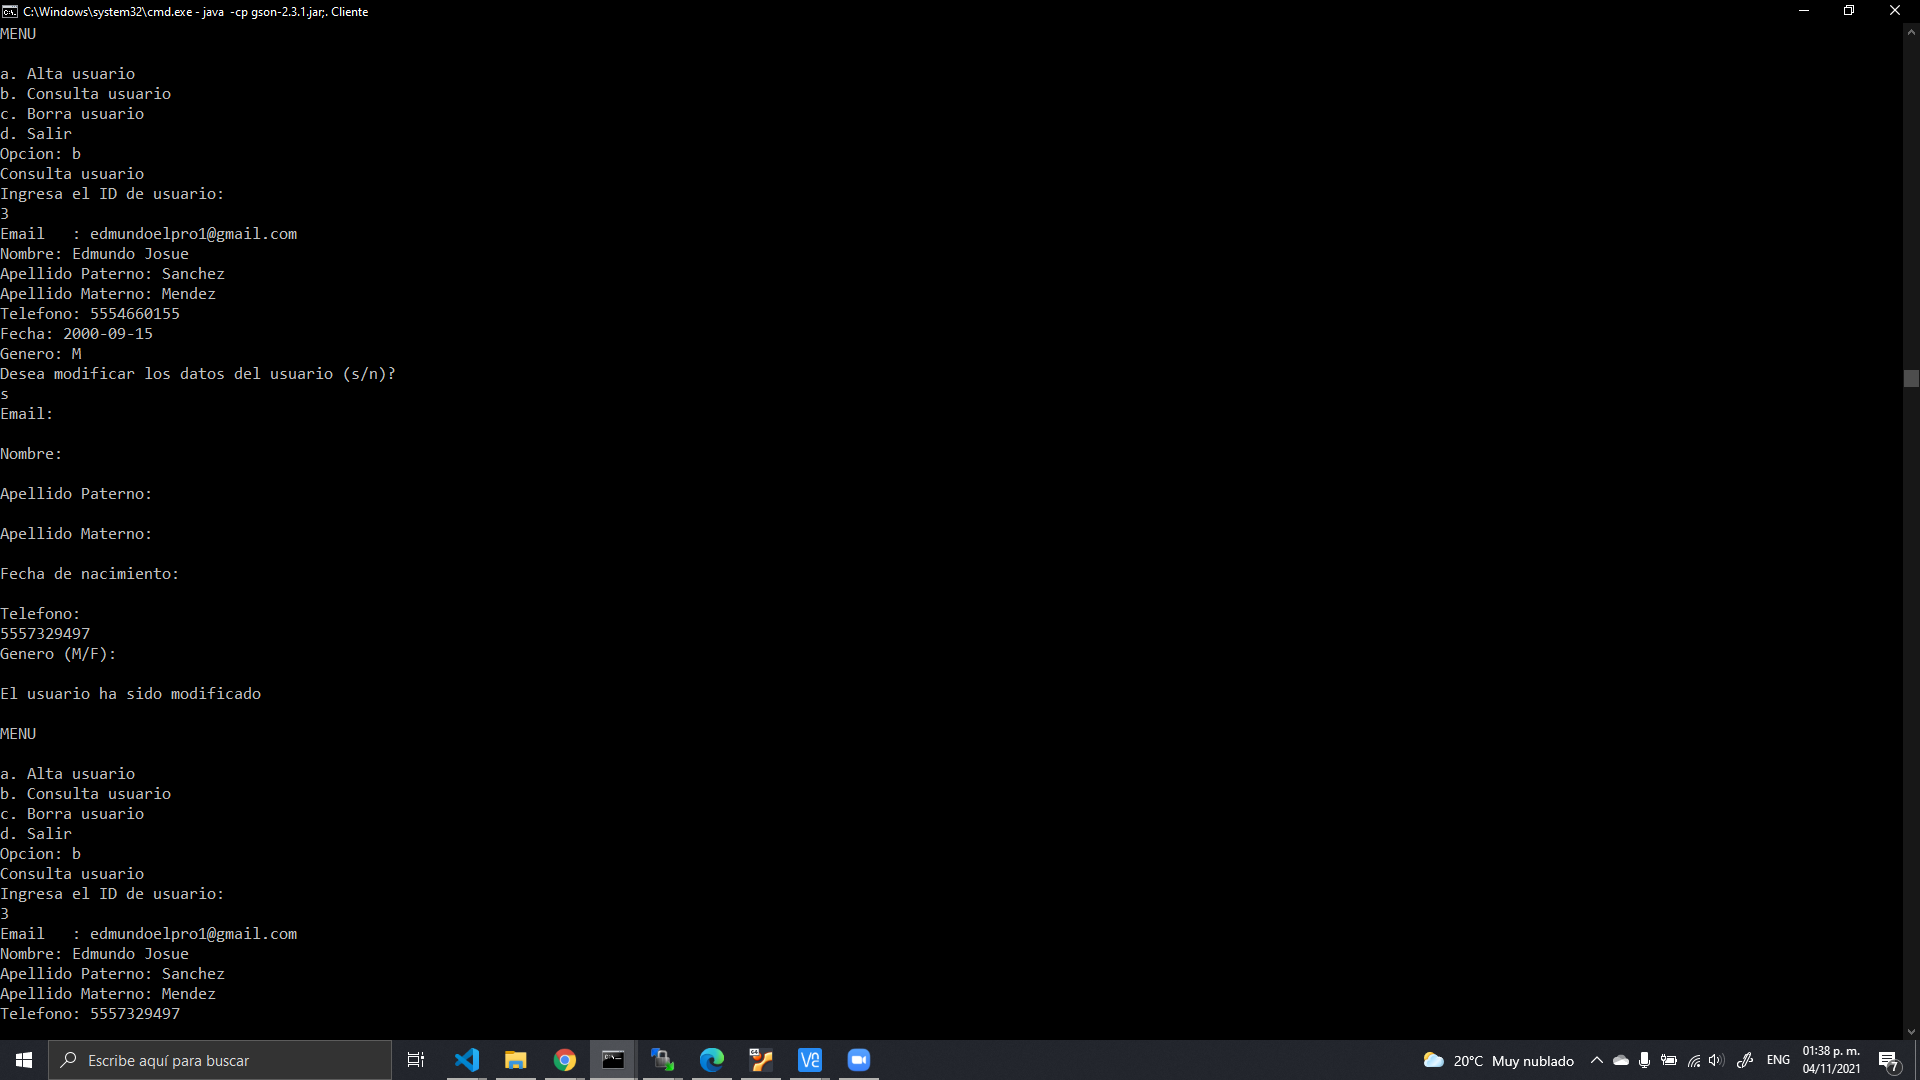 C:\Windows\system32\cmd.exe - java  -cp gson-2.3.1.jar;. Cliente
MENU
a. Alta usuario
b. Consulta usuario
c. Borra usuario
d. Salir
Opcion: b
Consulta usuario
Ingresa el ID de usuario:
3
Email   : edmundoelpro1@gmail.com
Nombre: Edmundo Josue
Apellido Paterno: Sanchez
Apellido Materno: Mendez
Telefono: 5554660155
Fecha: 2000-09-15
Genero: M
Desea modificar los datos del usuario (s/n)?
s
Email:
Nombre:
Apellido Paterno:
Apellido Materno:
Fecha de nacimiento:
Telefono:
5557329497
Genero (M/F):
El usuario ha sido modificado
MENU
a. Alta usuario
b. Consulta usuario
c. Borra usuario
d. Salir
Opcion: b
Consulta usuario
Ingresa el ID de usuario:
3
Email   : edmundoelpro1@gmail.com
Nombre: Edmundo Josue
Apellido Paterno: Sanchez
Apellido Materno: Mendez
Telefono: 5557329497
Escribe aquí para buscar
20°C Muy nublado
ENG
01:38 p. m.
04/11/2021
7